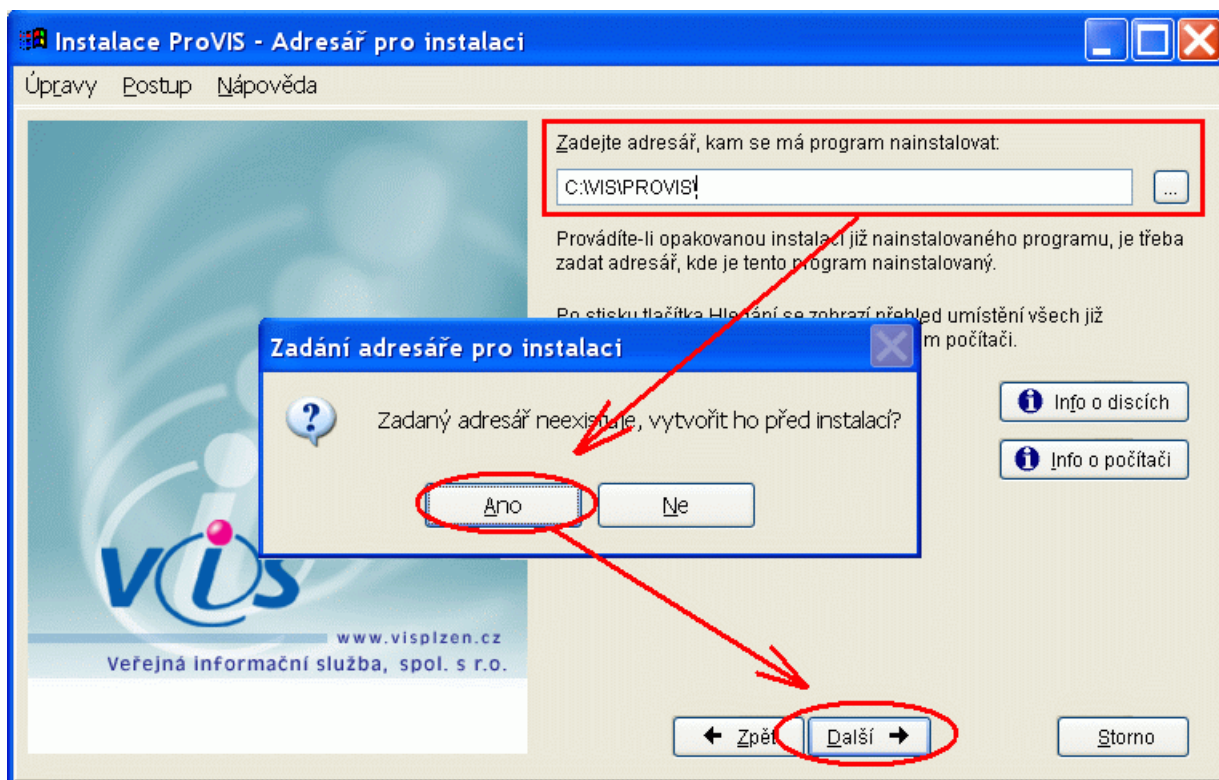 Instalace ProVIS - Adresář pro instalaci
Úpravy Postup Nápověda
Zadejte adresář, kam se má program nainstalovat:
C:\VIS\PROVIS\
...
Provádíte-li opakovanou instalaci již nainstalovaného programu, je třeba
zadat adresář, kde je tento program nainstalovaný.
Po stisku tlačítka Hledání se zobrazí přehled umístění všech již
m počítači.
Zadání adresáře pro instalaci
Zadaný adresář neexistuje, vytvořit ho před instalací?
Ano Ne
Info o discích
Info o počítači
vis
www.visplzen.cz
Veřejná informační služba, spol. s r.o.
Zpět Další Storno